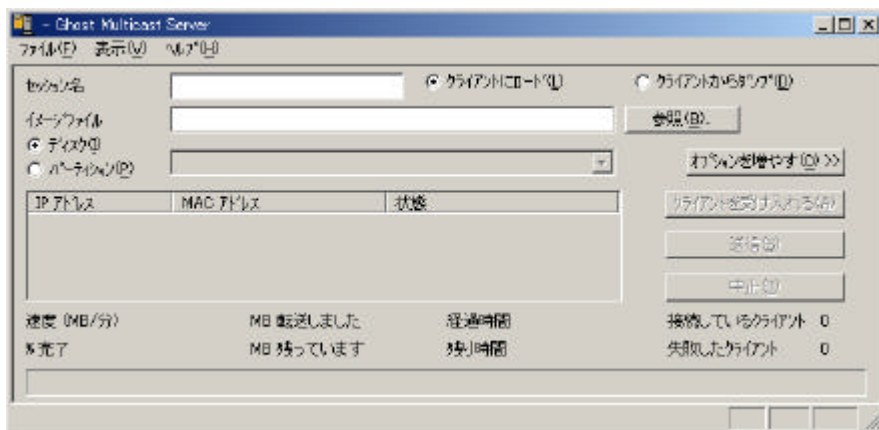 - Ghost Multicast Server
ファイル(F) 表示(V) ヘルプ(H)
セッション名 クライアントにロード(L) クライアントからダンプ(D)
イメージファイル 参照(B)..
ディスク(I)
パーティション(P) オプションを増やす(O) >>
IP アドレス MAC アドレス 状態 クライアントを受け入れる(A)
送信(S)
中止(T)
速度 (MB/分) MB 転送しました 経過時間 接続しているクライアント 0
% 完了 MB 残っています 残り時間 失敗したクライアント 0